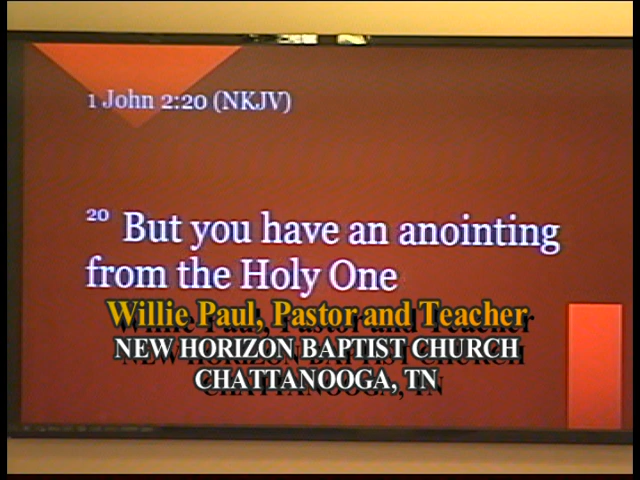 1 John 2:20 (NKJV)
20 But you have an anointing
from the Holy One
Willie Paul, Pastor and Teacher
NEW HORIZON BAPTIST CHURCH
CHATTANOOGA, TN